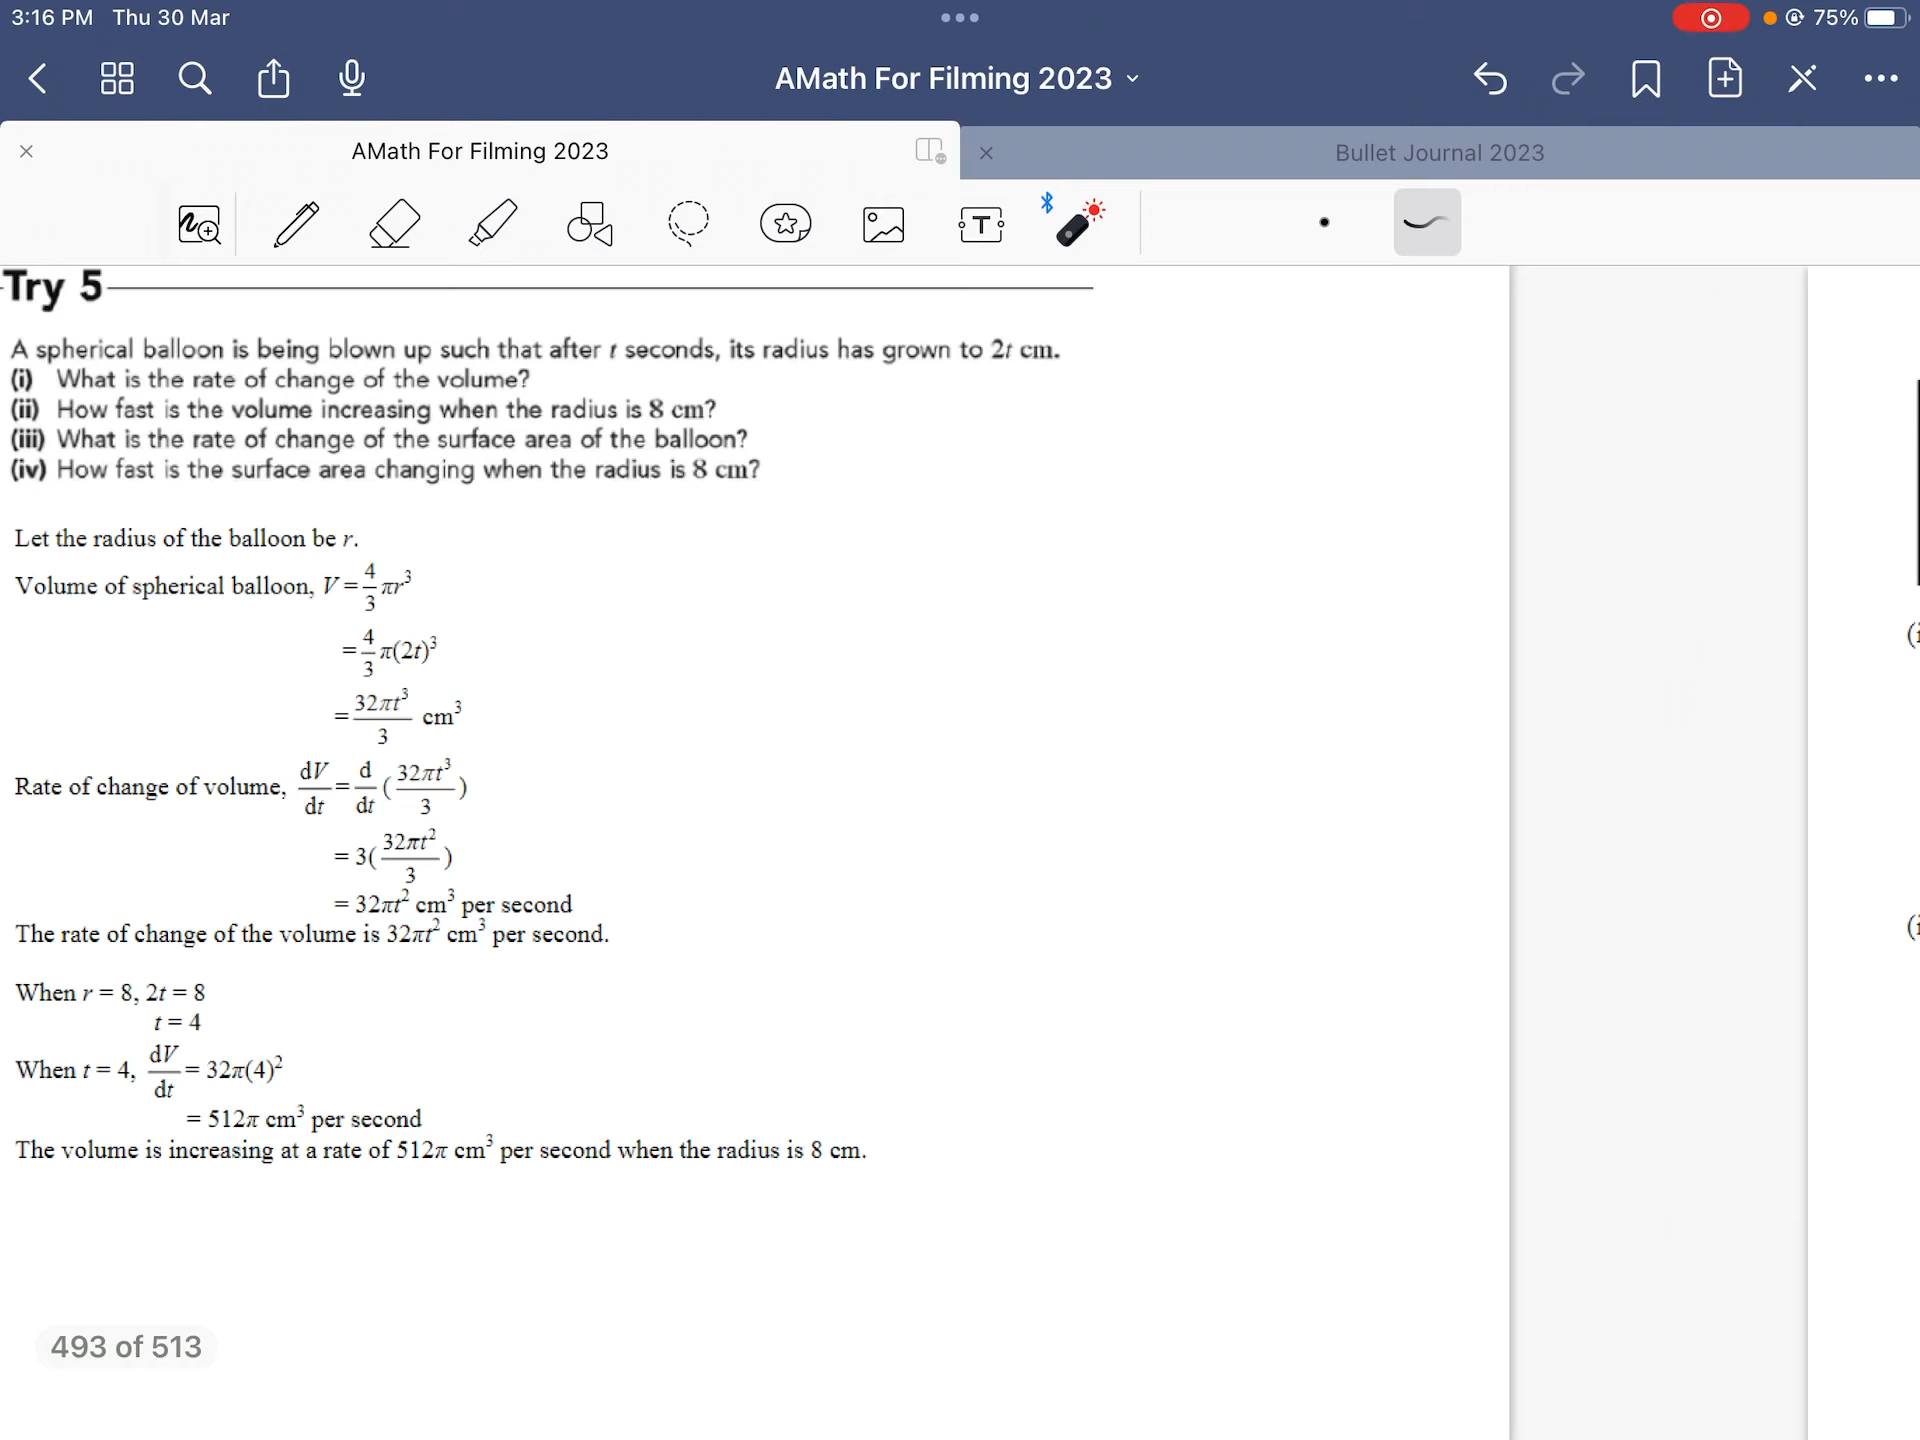 3:16 PM Thu 30 Mar
75%
AMath For Filming 2023
AMath For Filming 2023
Bullet Journal 2023
T
Try 5
A spherical balloon is being blown up such that after t seconds, its radius has grown to 2t cm.
(i) What is the rate of change of the volume?
(ii) How fast is the volume increasing when the radius is 8 cm?
(iii) What is the rate of change of the surface area of the balloon?
(iv) How fast is the surface area changing when the radius is 8 cm?
Let the radius of the balloon be r.
Volume of spherical balloon, V = 4/3 πr³
= 4/3 π(2t)³
= 32πt³/3 cm³
Rate of change of volume, dV/dt = d/dt (32πt³/3)
= 3(32πt²/3)
= 32πt² cm³ per second
The rate of change of the volume is 32πt² cm³ per second.
When r = 8, 2t = 8
t = 4
When t = 4, dV/dt = 32π(4)²
= 512π cm³ per second
The volume is increasing at a rate of 512π cm³ per second when the radius is 8 cm.
493 of 513